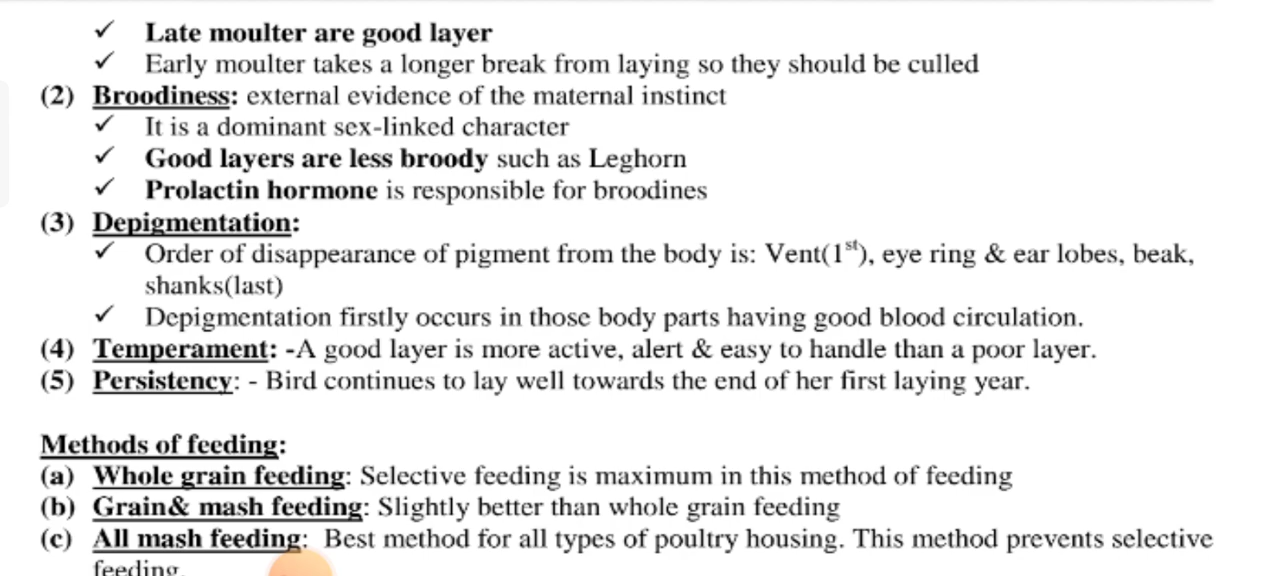 ✓ Late moulter are good layer
✓ Early moulter takes a longer break from laying so they should be culled
(2) Broodiness: external evidence of the maternal instinct
✓ It is a dominant sex-linked character
✓ Good layers are less broody such as Leghorn
✓ Prolactin hormone is responsible for broodines
(3) Depigmentation:
✓ Order of disappearance of pigment from the body is: Vent(1st), eye ring & ear lobes, beak,
shanks(last)
✓ Depigmentation firstly occurs in those body parts having good blood circulation.
(4) Temperament: -A good layer is more active, alert & easy to handle than a poor layer.
(5) Persistency: - Bird continues to lay well towards the end of her first laying year.
Methods of feeding:
(a) Whole grain feeding: Selective feeding is maximum in this method of feeding
(b) Grain& mash feeding: Slightly better than whole grain feeding
(c) All mash feeding: Best method for all types of poultry housing. This method prevents selective
feeding.